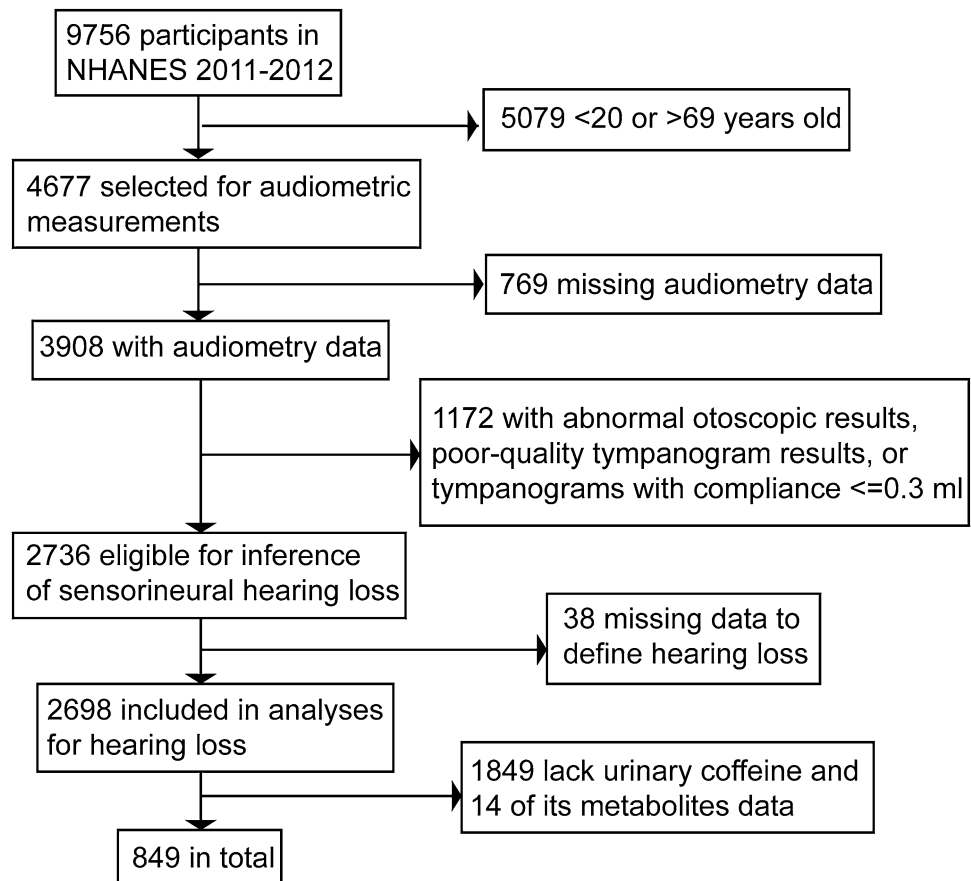 9756 participants in
NHANES 2011-2012
5079 <20 or >69 years old
4677 selected for audiometric
measurements
769 missing audiometry data
3908 with audiometry data
1172 with abnormal otoscopic results,
poor-quality tympanogram results, or
tympanograms with compliance <=0.3 ml
2736 eligible for inference
of sensorineural hearing loss
38 missing data to
define hearing loss
2698 included in analyses
for hearing loss
1849 lack urinary coffeine and
14 of its metabolites data
849 in total